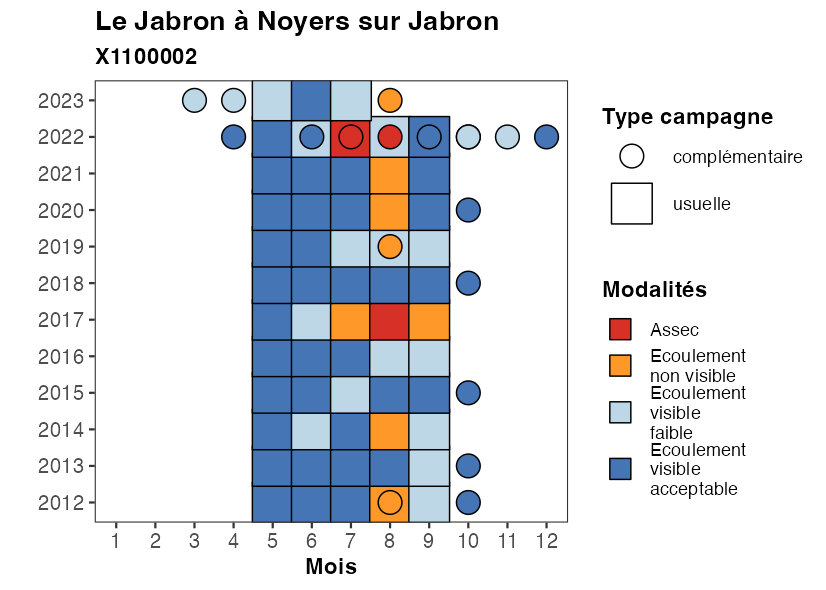 Le Jabron à Noyers sur Jabron
X1100002
2023
2022
2021
2020
2019
2018
2017
2016
2015
2014
2013
2012
1 2 3 4 5 6 7 8 9 10 11 12
Mois
Type campagne
complémentaire
usuelle
Modalités
Assec
Ecoulement
non visible
Ecoulement
visible
faible
Ecoulement
visible
acceptable